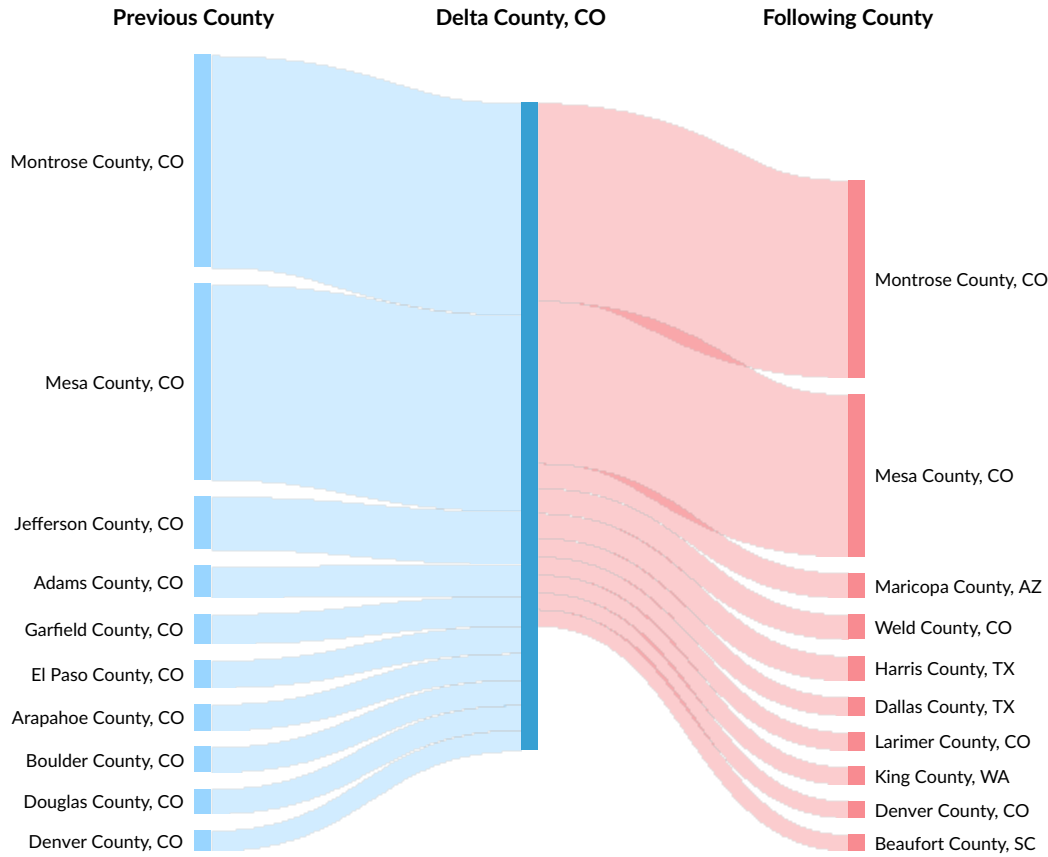 Previous County
Delta County, CO
Following County
Montrose County, CO
Mesa County, CO
Jefferson County, CO
Adams County, CO
Garfield County, CO
El Paso County, CO
Arapahoe County, CO
Boulder County, CO
Douglas County, CO
Denver County, CO
Montrose County, CO
Mesa County, CO
Maricopa County, AZ
Weld County, CO
Harris County, TX
Dallas County, TX
Larimer County, CO
King County, WA
Denver County, CO
Beaufort County, SC